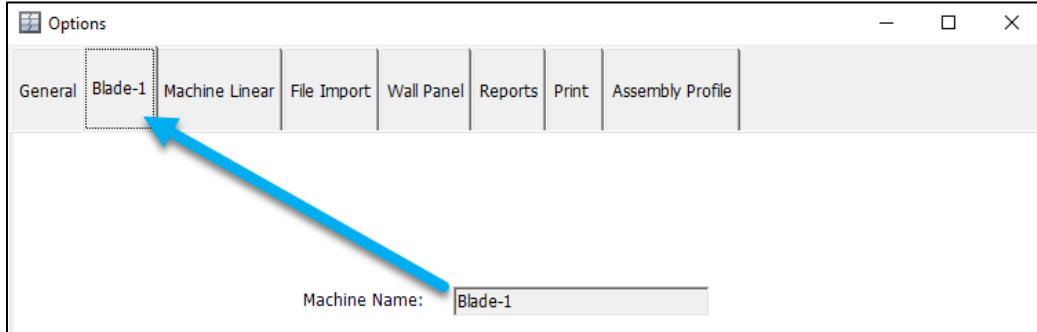 Options
General Blade-1 Machine Linear File Import Wall Panel Reports Print Assembly Profile
Machine Name: Blade-1